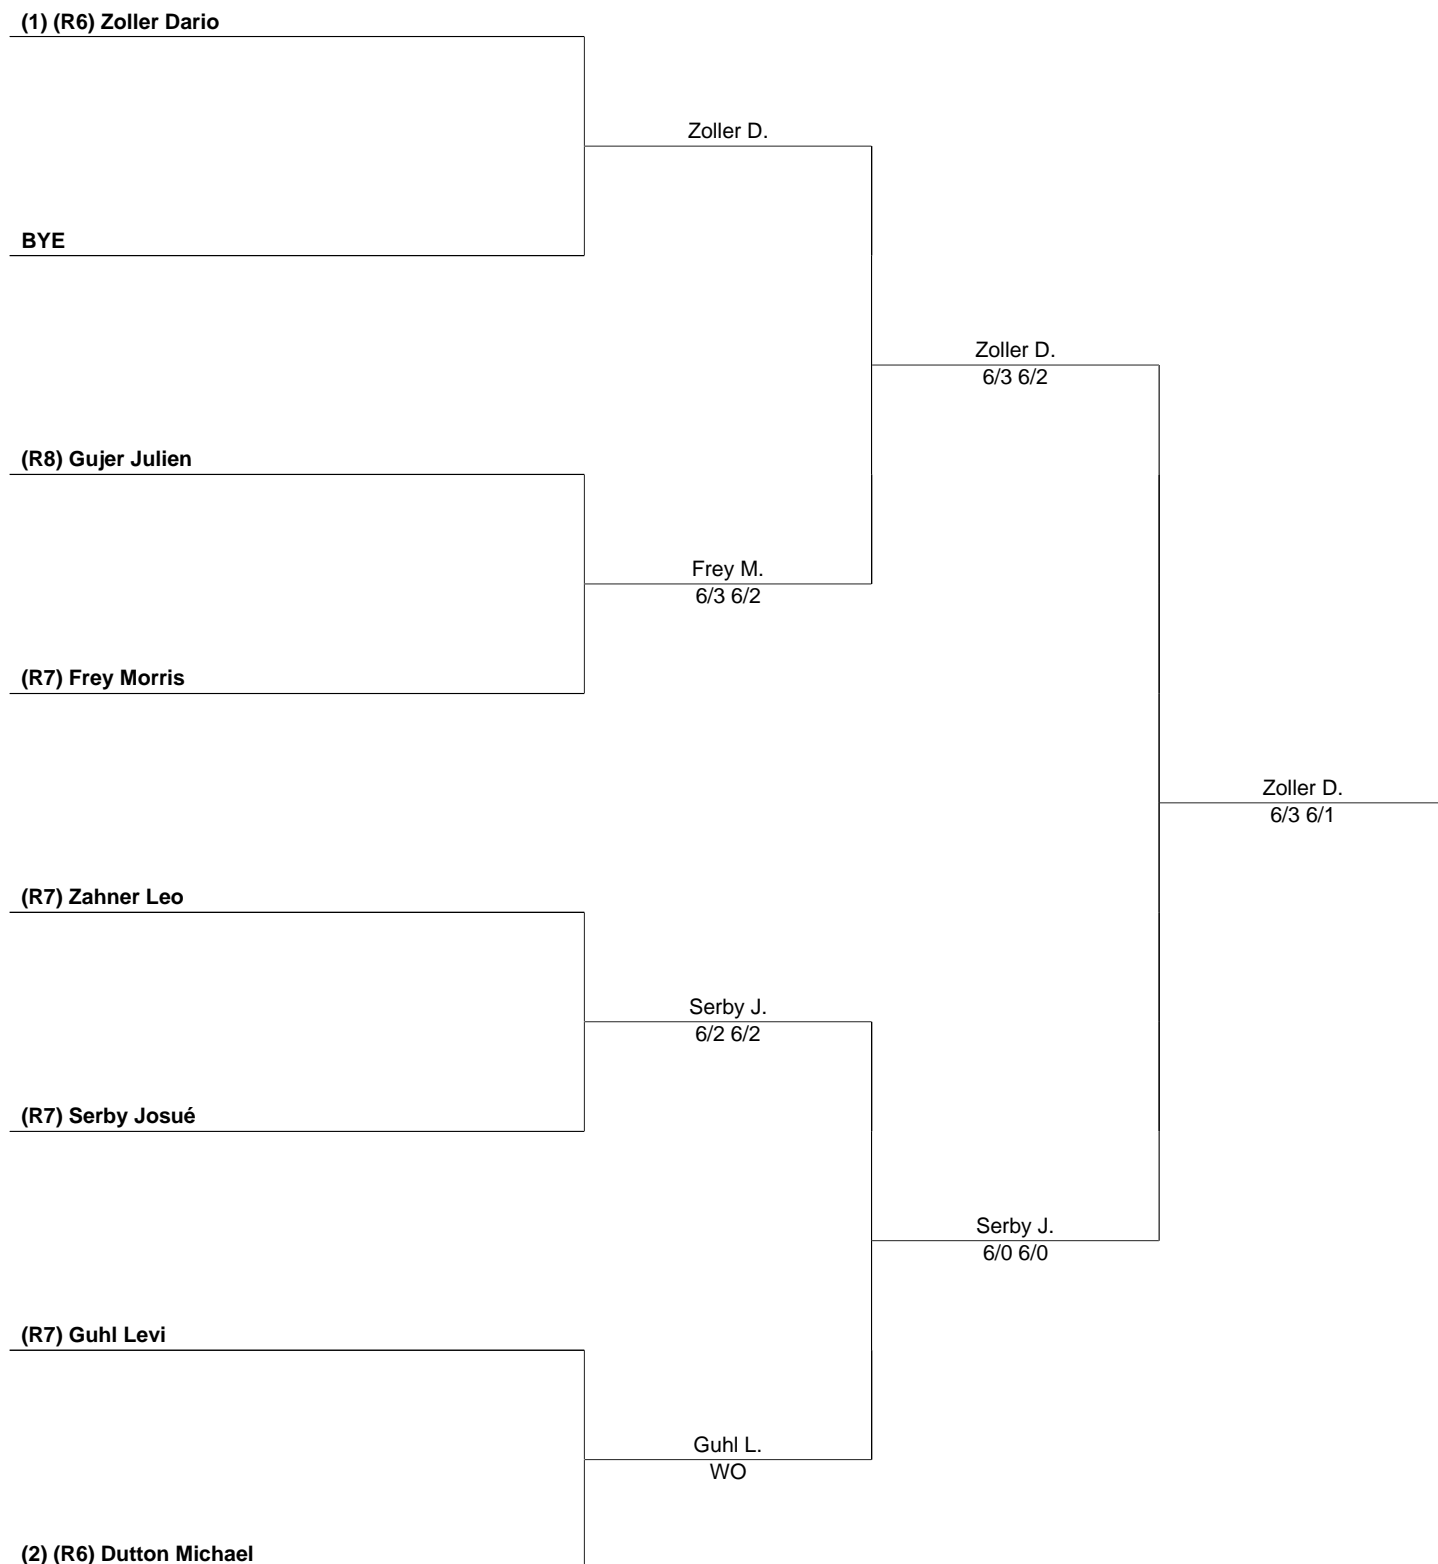 (1) (R6) Zoller Dario
Zoller D.
BYE
Zoller D.
6/3 6/2
(R8) Gujer Julien
Frey M.
6/3 6/2
(R7) Frey Morris
Zoller D.
6/3 6/1
(R7) Zahner Leo
Serby J.
6/2 6/2
(R7) Serby Josué
Serby J.
6/0 6/0
(R7) Guhl Levi
Guhl L.
WO
(2) (R6) Dutton Michael